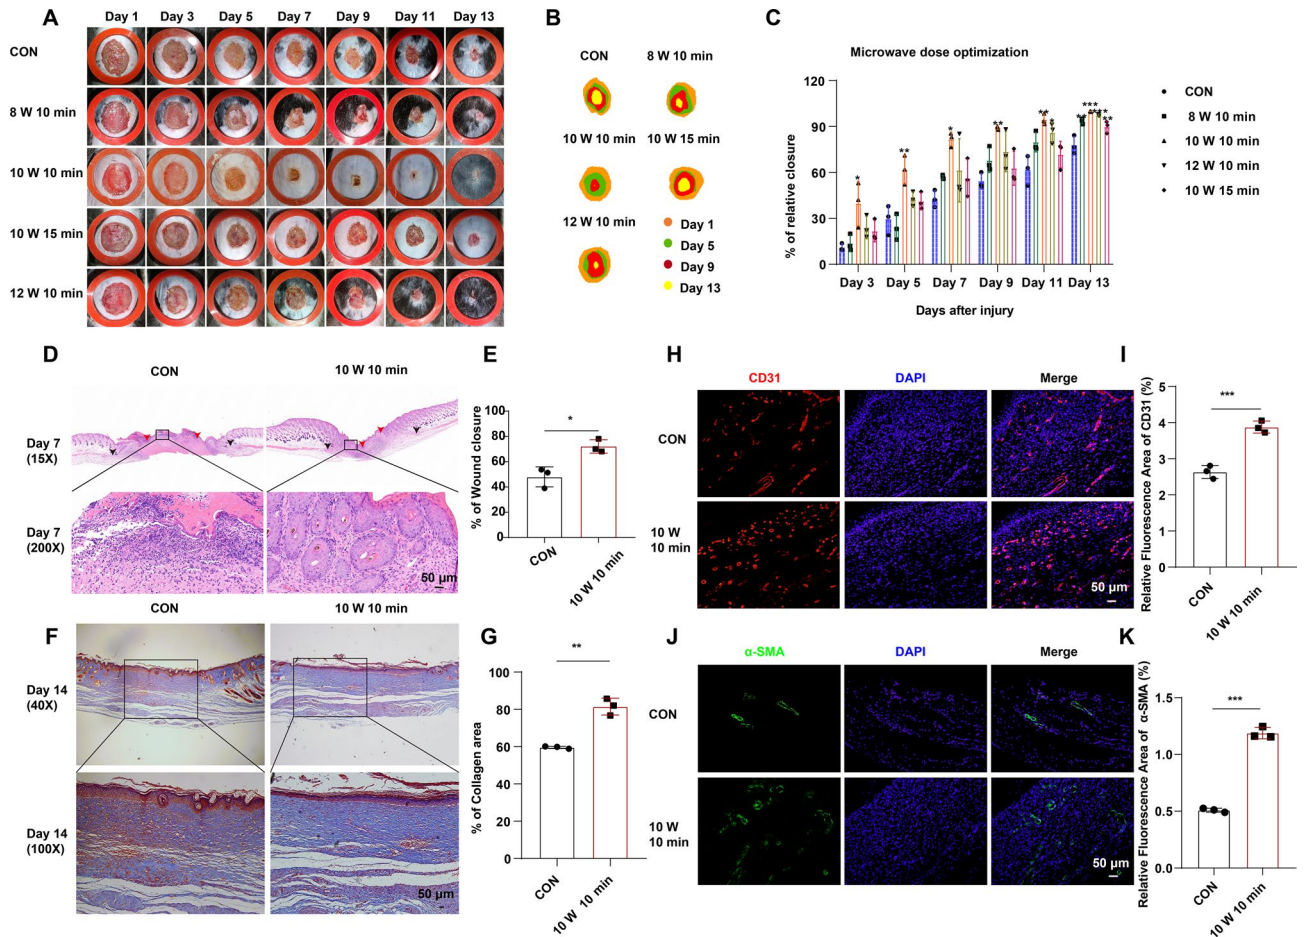 A
Day 1 Day 3 Day 5 Day 7 Day 9 Day 11 Day 13
CON
8 W 10 min
10 W 10 min
10 W 15 min
12 W 10 min
B
CON 8 W 10 min
10 W 10 min 10 W 15 min
12 W 10 min
Day 1
Day 5
Day 9
Day 13
C
Microwave dose optimization
% of relative closure
120
90
60
30
0
* ** * ** ** ** *** ** *** **
Day 3 Day 5 Day 7 Day 9 Day 11 Day 13
Days after injury
CON
8 W 10 min
10 W 10 min
12 W 10 min
10 W 15 min
D
CON 10 W 10 min
Day 7
(15X)
Day 7
(200X)
50 μm
E
% of Wound closure
100
80
60
40
20
0
*
CON 10 W 10 min
F
CON 10 W 10 min
Day 14
(40X)
Day 14
(100X)
50 μm
G
% of Collagen area
100
80
60
40
20
0
**
CON 10 W 10 min
H
CD31 DAPI Merge
CON
10 W
10 min
50 μm
I
Relative Fluorescence Area of CD31 (%)
5
4
3
2
1
0
***
CON 10 W 10 min
J
α-SMA DAPI Merge
CON
10 W
10 min
50 μm
K
Relative Fluorescence Area of α-SMA (%)
1.5
1.0
0.5
0.0
***
CON 10 W 10 min